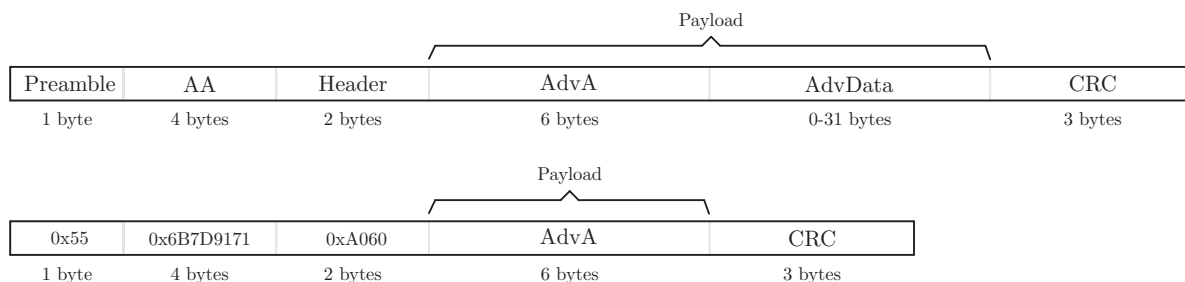 Payload
Preamble AA Header AdvA AdvData CRC
1 byte 4 bytes 2 bytes 6 bytes 0-31 bytes 3 bytes
Payload
0x55 0x6B7D9171 0xA060 AdvA CRC
1 byte 4 bytes 2 bytes 6 bytes 3 bytes